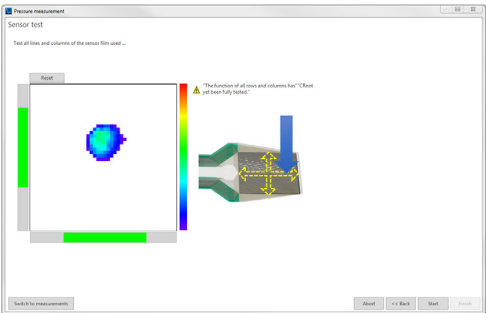 Pressure measurement
Sensor test
Test all lines and columns of the sensor film used ...
Reset
"The function of all rows and columns has'"CRnot
yet been fully tested."
Switch to measurements
Abort
<< Back
Start
Finish